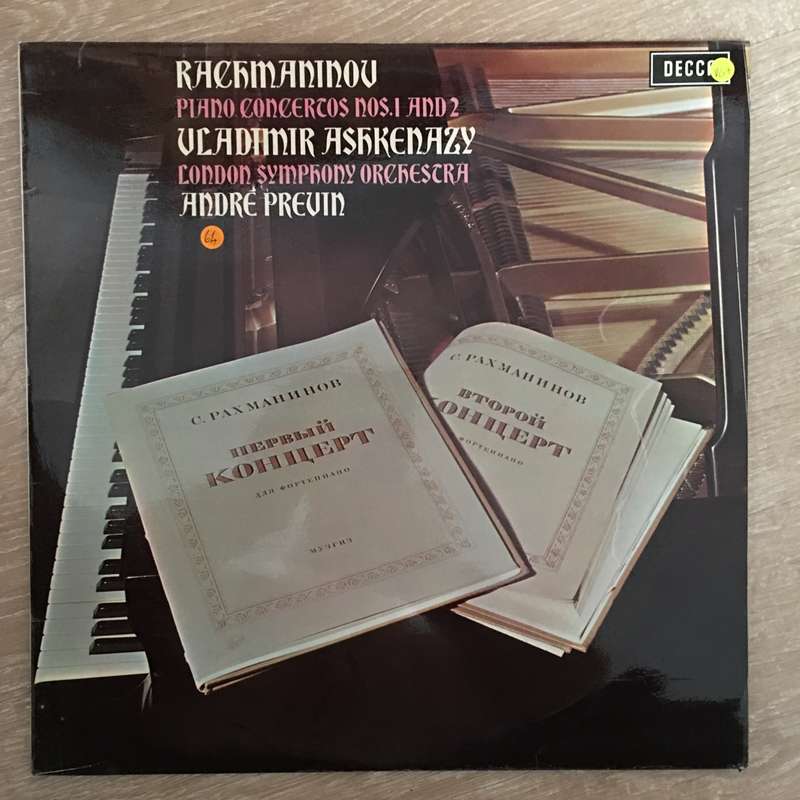 RACHMANINOV
PIANO CONCERTOS NOS.1 AND 2
VLADIMIR ASHKENAZY
LONDON SYMPHONY ORCHESTRA
ANDRÉ PREVIN
DECCA
64
С. РАХМАНИНОВ
ПЕРВЫЙ
КОНЦЕРТ
ДЛЯ ФОРТЕПИАНО
МУЗГИЗ
С. РАХМАНИНОВ
ВТОРОЙ
КОНЦЕРТ
ФОРТЕПИАНО